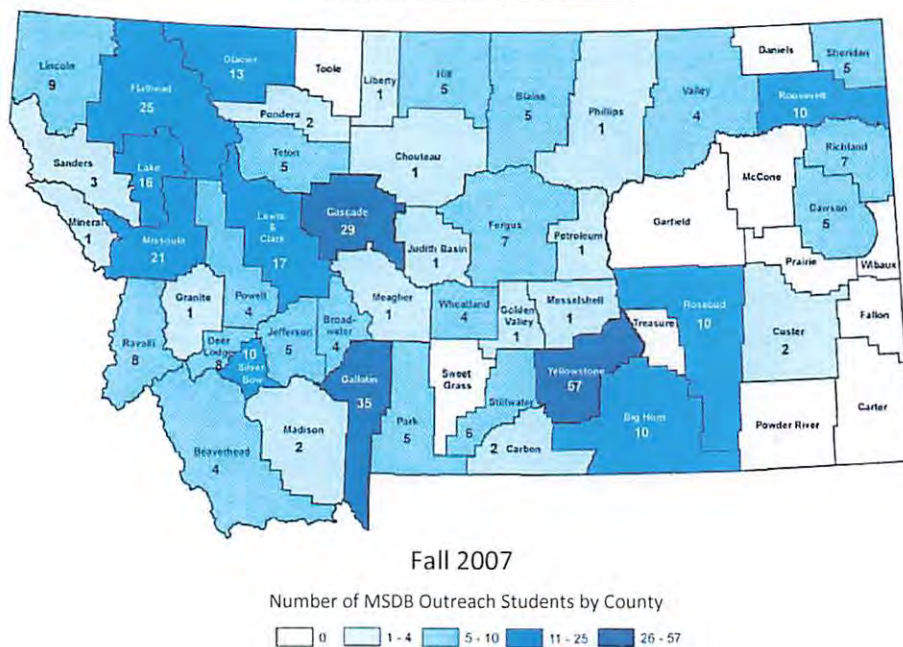 Daniels
Sheridan
5
Lincoln
9
Glacier
13
Toole
Liberty
1
Hill
5
Blaine
5
Phillips
1
Valley
4
Roosevelt
10
Flathead
25
Pondera
2
Richland
7
Teton
5
Chouteau
1
McCone
Sanders
3
Lake
16
Dawson
5
Cascade
29
Garfield
Lewis
&
Clark
17
Fergus
7
Petroleum
1
Mineral
1
Missoula
21
Judith Basin
1
Prairie
Wibaux
Granite
1
Powell
4
Meagher
1
Wheatland
4
Golden
Valley
1
Musselshell
1
Rosebud
10
Treasure
Fallon
Custer
2
Broad-
water
4
Jefferson
5
Ravalli
8
Deer
Lodge
8
10
Silver
Bow
Gallatin
35
Sweet
Grass
Yellowstone
57
Stillwater
6
Carter
Park
5
Big Horn
10
Powder River
Madison
2
2
Carbon
Beaverhead
4
Fall 2007
Number of MSDB Outreach Students by County
0 1 - 4 5 - 10 11 - 25 26 - 57